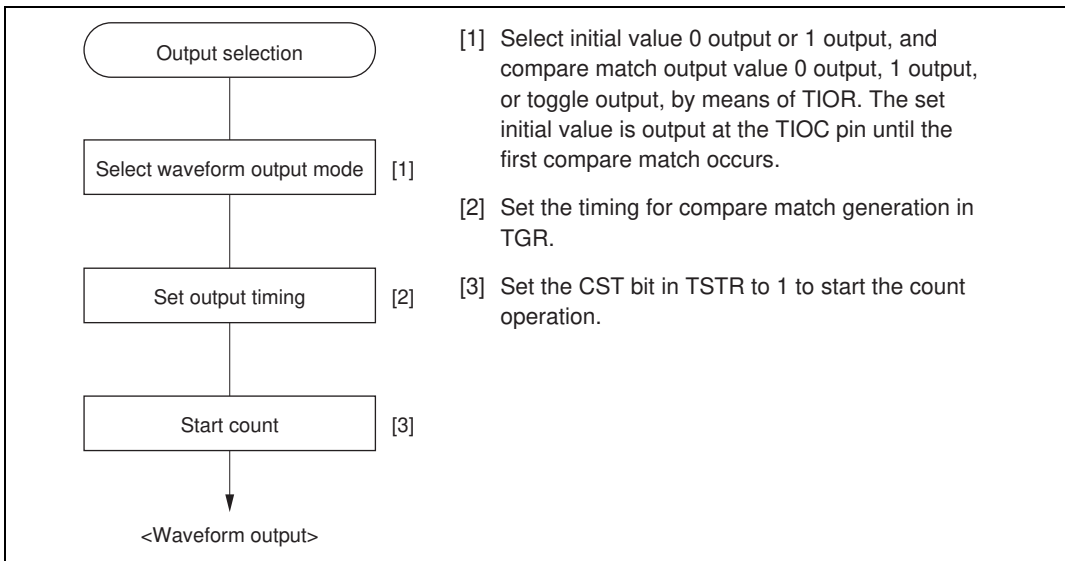 Output selection
Select waveform output mode [1]
Set output timing [2]
Start count [3]
<Waveform output>
[1] Select initial value 0 output or 1 output, and
compare match output value 0 output, 1 output,
or toggle output, by means of TIOR. The set
initial value is output at the TIOC pin until the
first compare match occurs.
[2] Set the timing for compare match generation in
TGR.
[3] Set the CST bit in TSTR to 1 to start the count
operation.